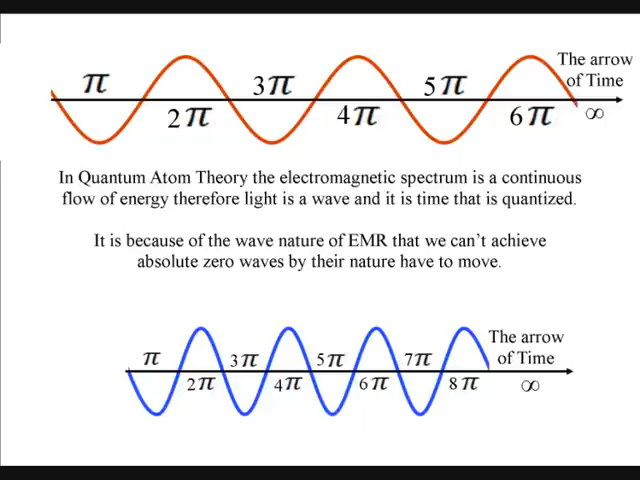 The arrow
of Time
π 3π 5π
2π 4π 6π ∞
In Quantum Atom Theory the electromagnetic spectrum is a continuous
flow of energy therefore light is a wave and it is time that is quantized.
It is because of the wave nature of EMR that we can't achieve
absolute zero waves by their nature have to move.
The arrow
of Time
π 3π 5π 7π
2π 4π 6π 8π ∞